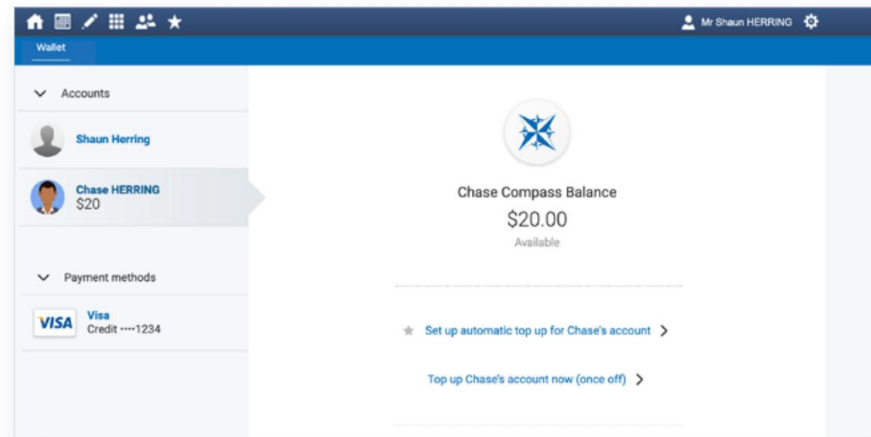 Mr Shaun HERRING
Wallet
Accounts
Shaun Herring
Chase HERRING
$20
Payment methods
VISA
Visa
Credit ····1234
Chase Compass Balance
$20.00
Available
Set up automatic top up for Chase's account
Top up Chase's account now (once off)